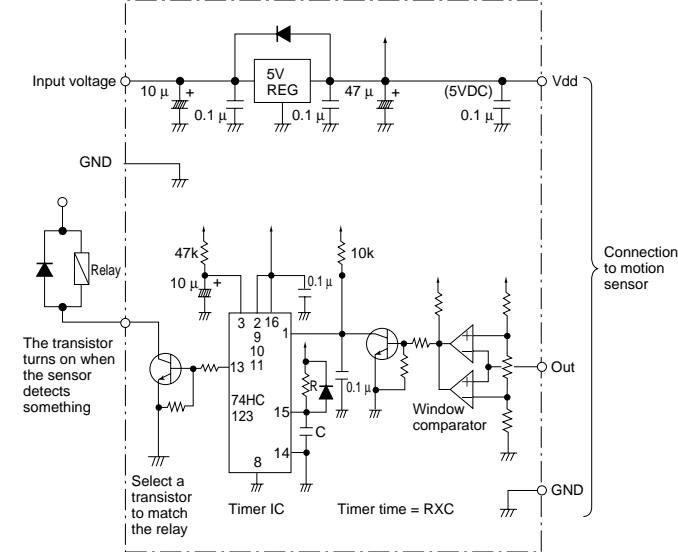 Input voltage
10 μ
+
0.1 μ
5V
REG
0.1 μ
47 μ
+
(5VDC)
0.1 μ
Vdd
GND
Relay
47k
10 μ
+
0.1 μ
10k
3 2 16
9
10
11
1
13
74HC
123
15
14
8
R
C
0.1 μ
+
−
+
−
Window
comparator
Out
Connection
to motion
sensor
The transistor
turns on when
the sensor
detects
something
Select a
transistor
to match
the relay
Timer IC
Timer time = RXC
GND